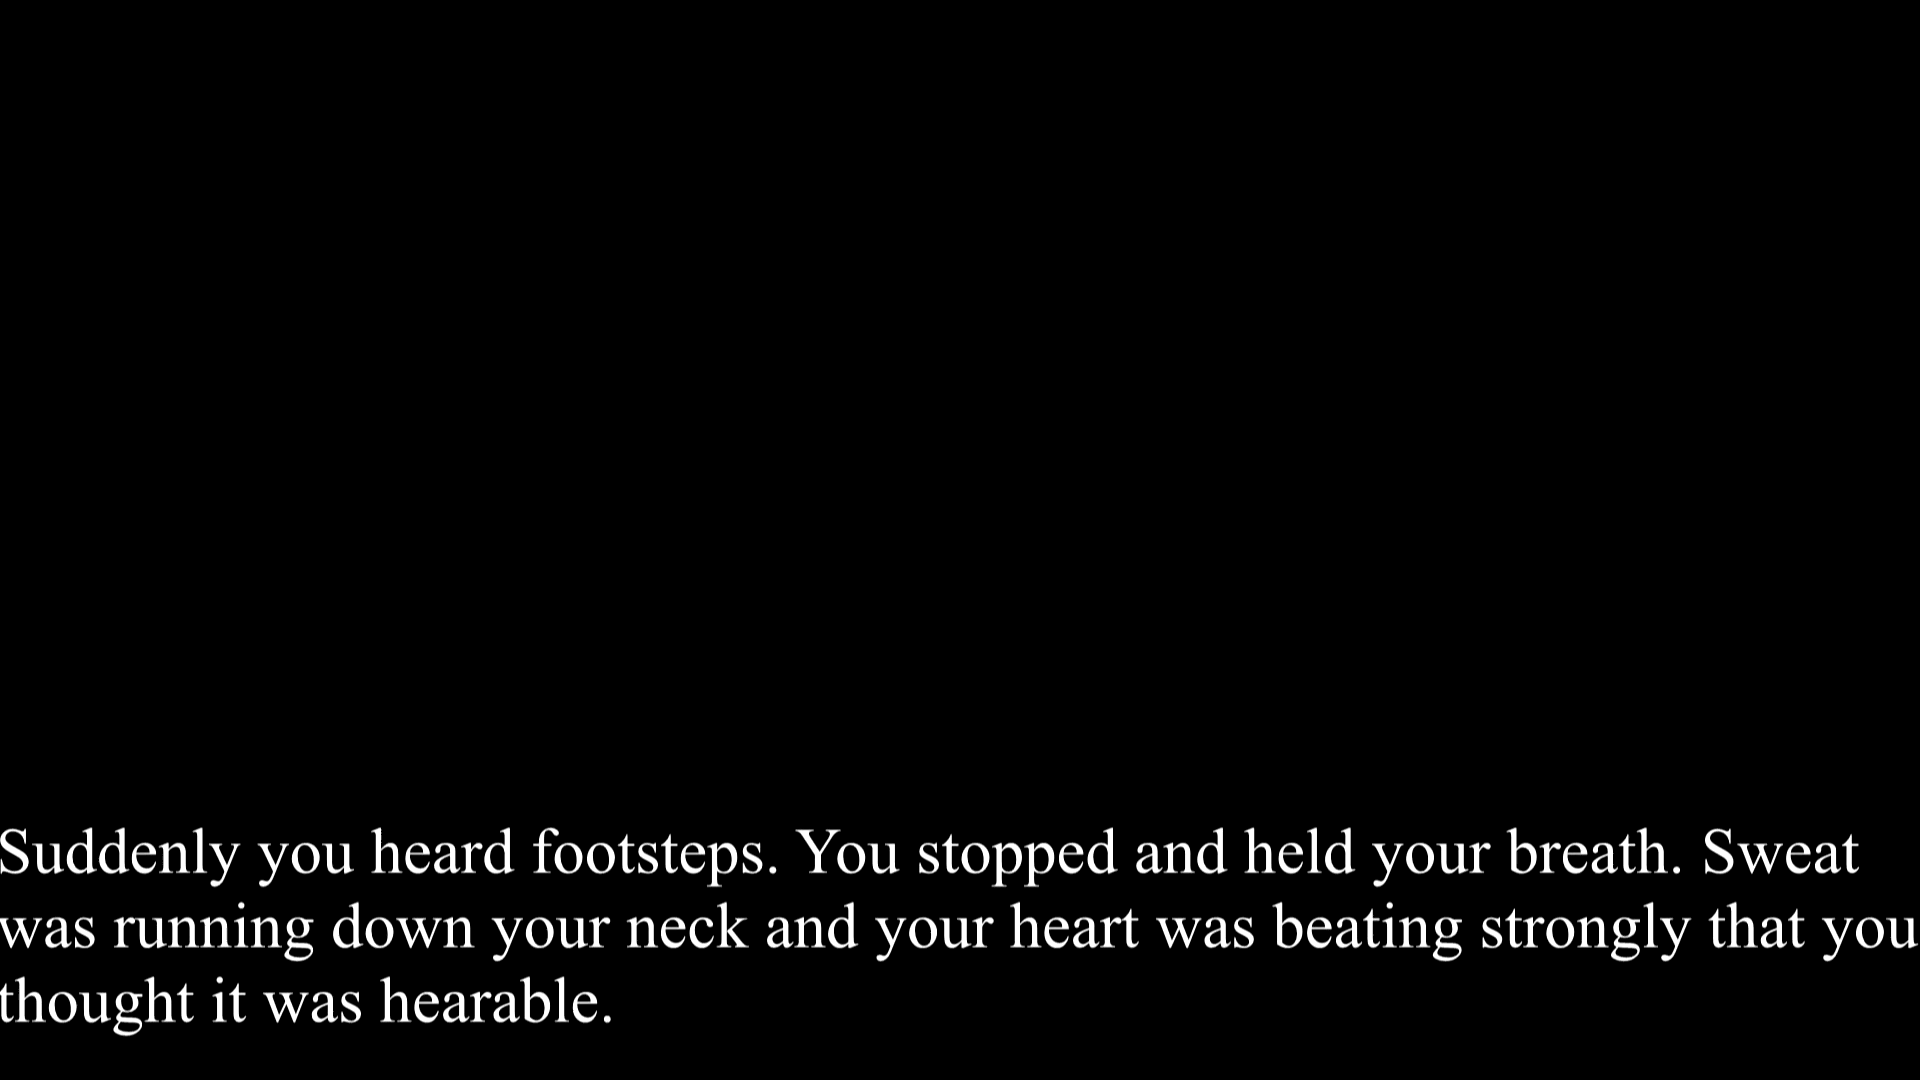 Suddenly you heard footsteps. You stopped and held your breath. Sweat
was running down your neck and your heart was beating strongly that you
thought it was hearable.